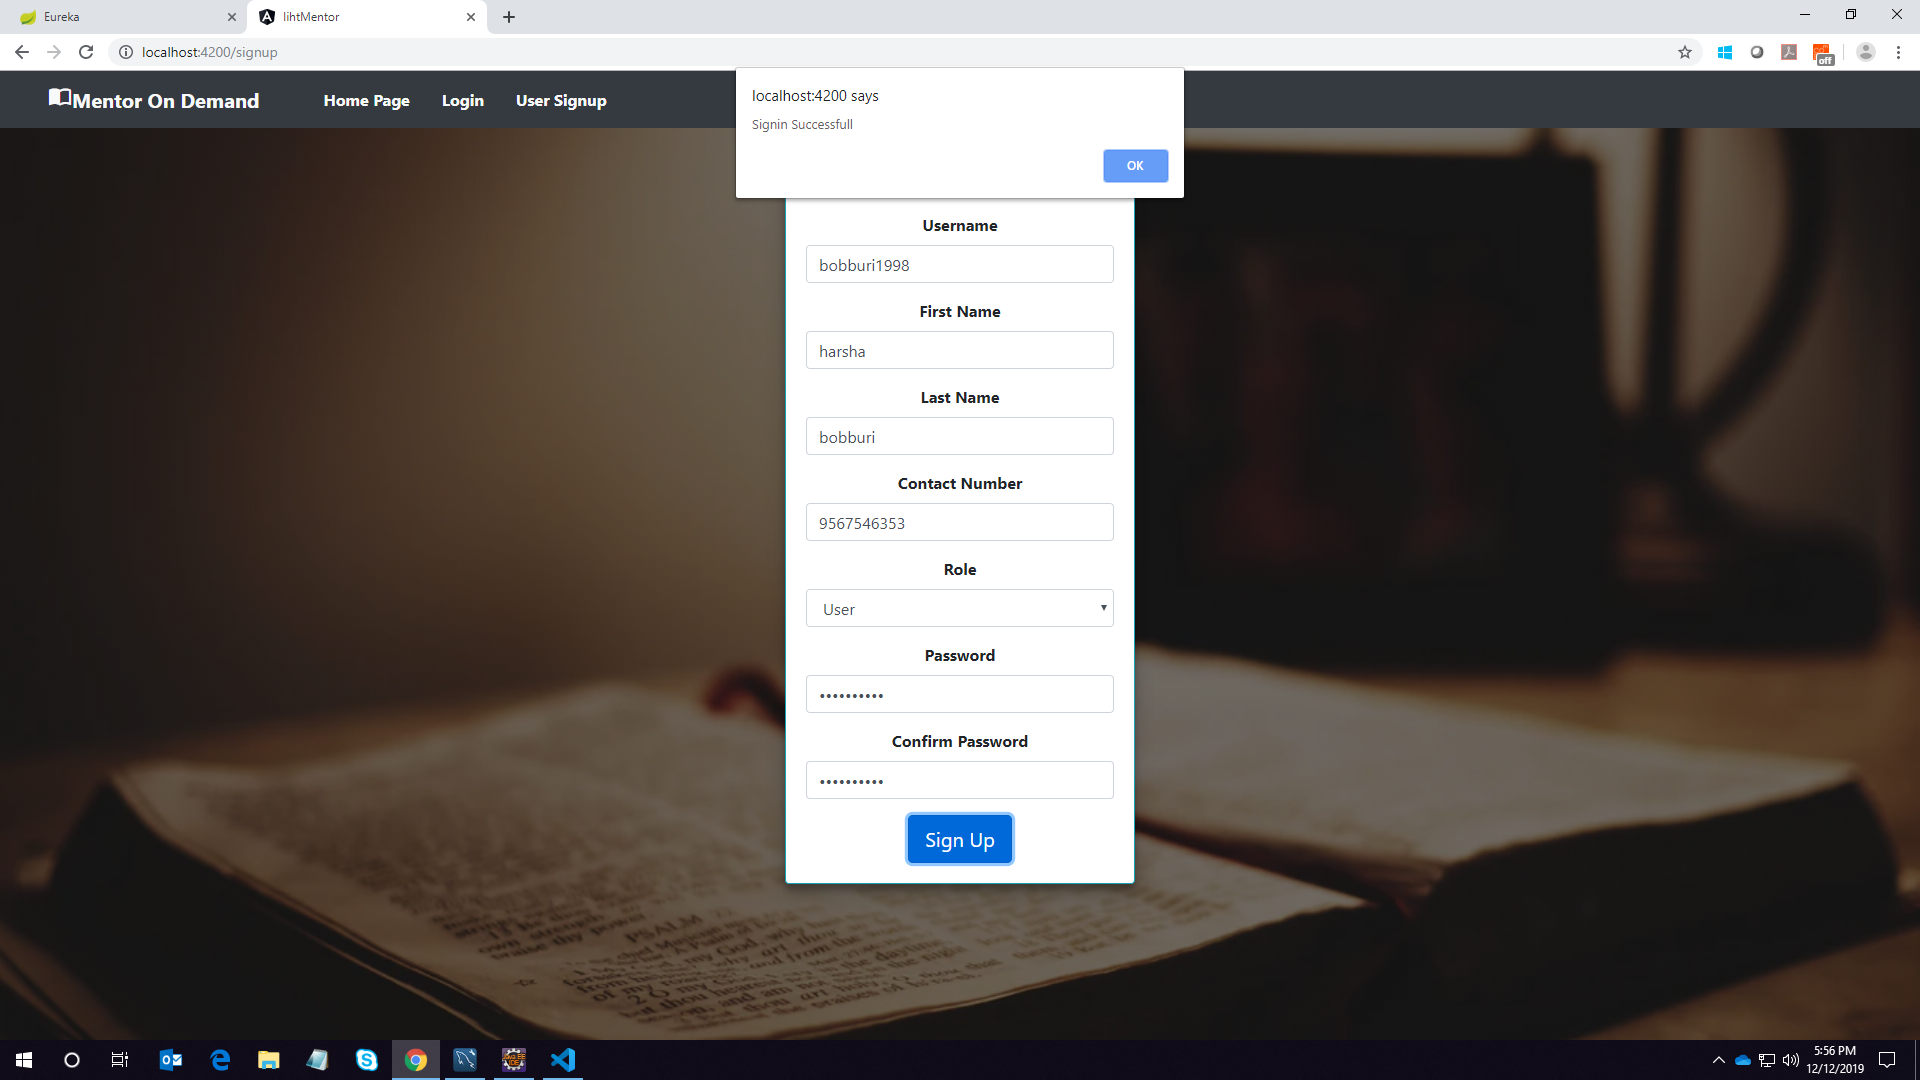 Eureka
lihtMentor
localhost:4200/signup
off
Mentor On Demand
Home Page
Login
User Signup
localhost:4200 says
Signin Successfull
OK
Username
bobburi1998
First Name
harsha
Last Name
bobburi
Contact Number
9567546353
Role
User
Password
••••••••••
Confirm Password
••••••••••
Sign Up
PSALM
5:56 PM
12/12/2019